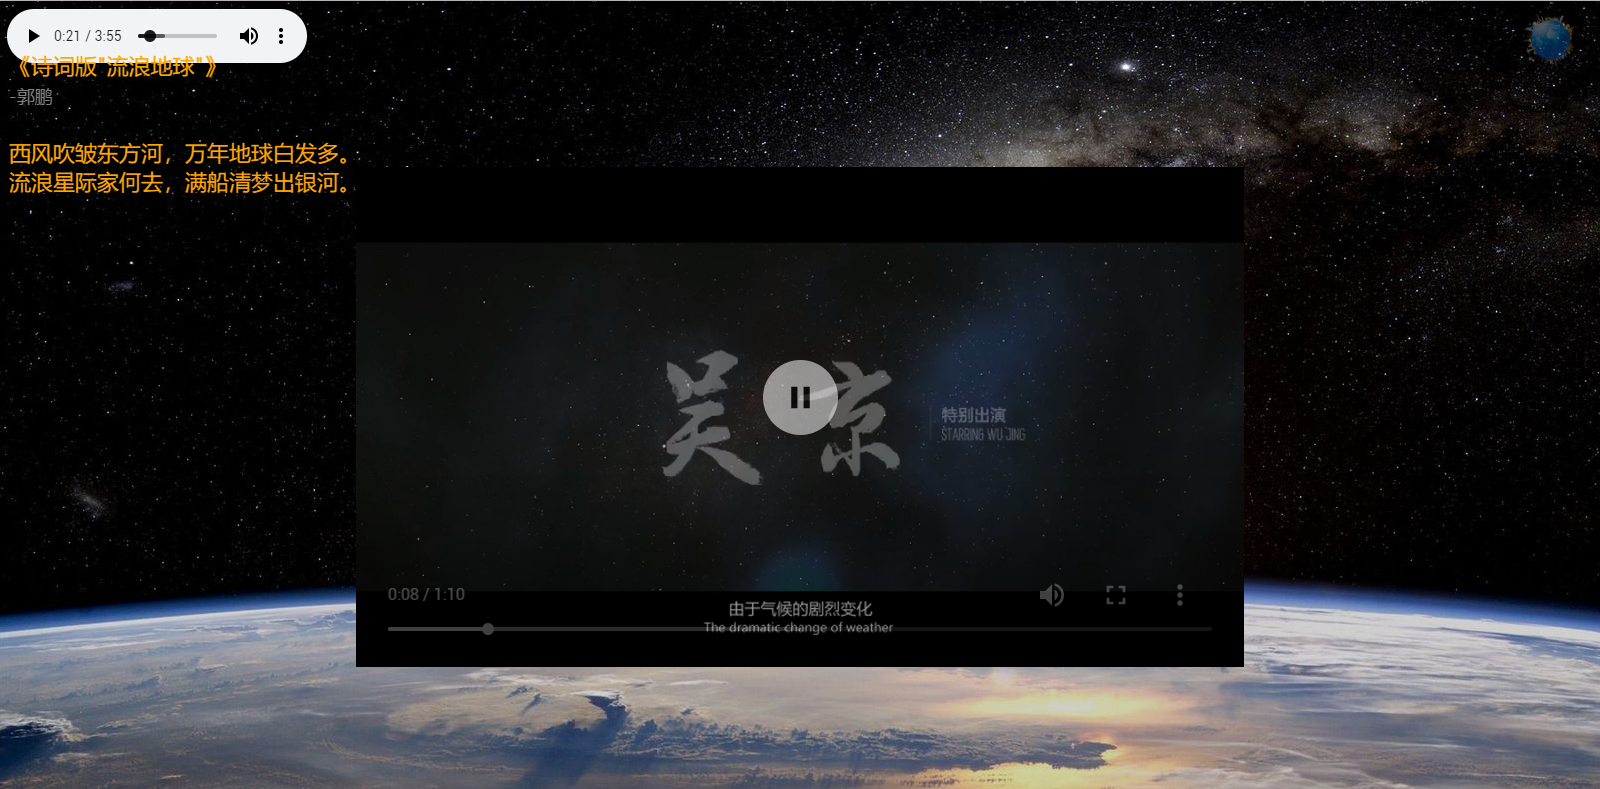 0:21 / 3:55
《诗词版"流浪地球"》
-郭鹏
西风吹皱东方河，万年地球白发多。
流浪星际家何去，满船清梦出银河。
吴京
特别出演
STARRING WU JING
0:08 / 1:10
由于气候的剧烈变化
The dramatic change of weather